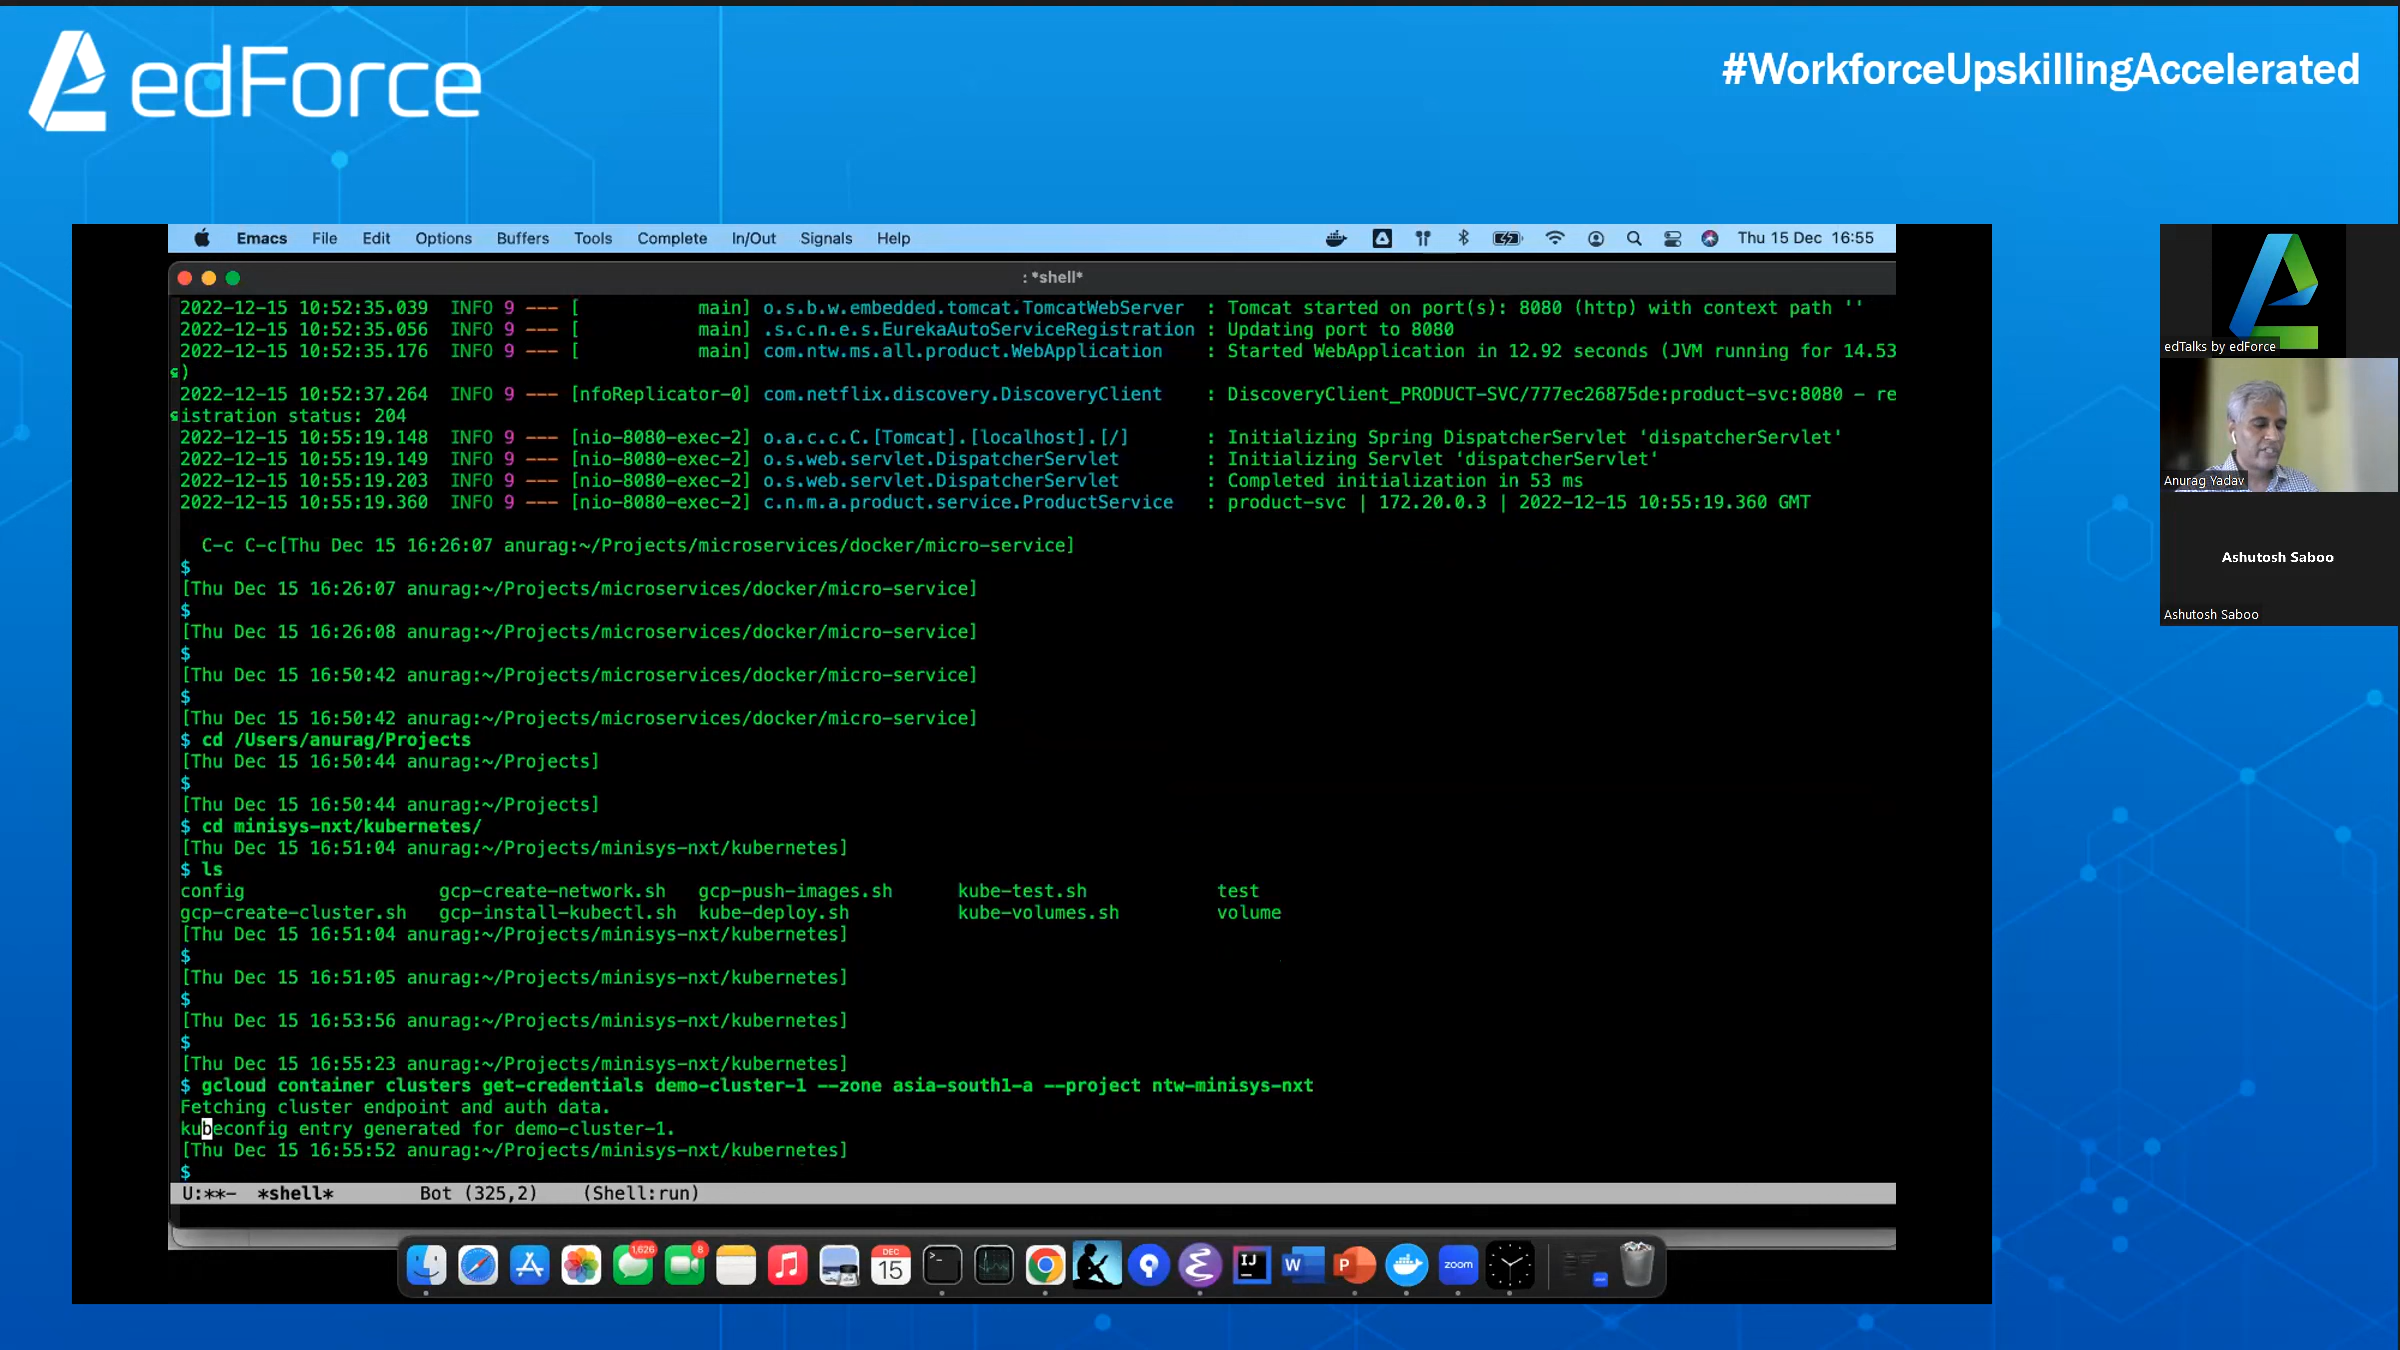 edForce
#WorkforceUpskillingAccelerated
Emacs File Edit Options Buffers Tools Complete In/Out Signals Help Thu 15 Dec 16:55
: *shell*
2022-12-15 10:52:35.039  INFO 9 --- [           main] o.s.b.w.embedded.tomcat.TomcatWebServer  : Tomcat started on port(s): 8080 (http) with context path ''
2022-12-15 10:52:35.056  INFO 9 --- [           main] .s.c.n.e.s.EurekaAutoServiceRegistration : Updating port to 8080
2022-12-15 10:52:35.176  INFO 9 --- [           main] com.ntw.ms.all.product.WebApplication    : Started WebApplication in 12.92 seconds (JVM running for 14.53
)
2022-12-15 10:52:37.264  INFO 9 --- [nfoReplicator-0] com.netflix.discovery.DiscoveryClient    : DiscoveryClient_PRODUCT-SVC/777ec26875de:product-svc:8080 - re
istration status: 204
2022-12-15 10:55:19.148  INFO 9 --- [nio-8080-exec-2] o.a.c.c.C.[Tomcat].[localhost].[/]       : Initializing Spring DispatcherServlet 'dispatcherServlet'
2022-12-15 10:55:19.149  INFO 9 --- [nio-8080-exec-2] o.s.web.servlet.DispatcherServlet        : Initializing Servlet 'dispatcherServlet'
2022-12-15 10:55:19.203  INFO 9 --- [nio-8080-exec-2] o.s.web.servlet.DispatcherServlet        : Completed initialization in 53 ms
2022-12-15 10:55:19.360  INFO 9 --- [nio-8080-exec-2] c.n.m.a.product.service.ProductService   : product-svc | 172.20.0.3 | 2022-12-15 10:55:19.360 GMT
C-c C-c[Thu Dec 15 16:26:07 anurag:~/Projects/microservices/docker/micro-service]
$
[Thu Dec 15 16:26:07 anurag:~/Projects/microservices/docker/micro-service]
$
[Thu Dec 15 16:26:08 anurag:~/Projects/microservices/docker/micro-service]
$
[Thu Dec 15 16:50:42 anurag:~/Projects/microservices/docker/micro-service]
$
[Thu Dec 15 16:50:42 anurag:~/Projects/microservices/docker/micro-service]
$ cd /Users/anurag/Projects
[Thu Dec 15 16:50:44 anurag:~/Projects]
$
[Thu Dec 15 16:50:44 anurag:~/Projects]
$ cd minisys-nxt/kubernetes/
[Thu Dec 15 16:51:04 anurag:~/Projects/minisys-nxt/kubernetes]
$ ls
config                  gcp-create-network.sh   gcp-push-images.sh      kube-test.sh            test
gcp-create-cluster.sh   gcp-install-kubectl.sh  kube-deploy.sh          kube-volumes.sh         volume
[Thu Dec 15 16:51:04 anurag:~/Projects/minisys-nxt/kubernetes]
$
[Thu Dec 15 16:51:05 anurag:~/Projects/minisys-nxt/kubernetes]
$
[Thu Dec 15 16:53:56 anurag:~/Projects/minisys-nxt/kubernetes]
$
[Thu Dec 15 16:55:23 anurag:~/Projects/minisys-nxt/kubernetes]
$ gcloud container clusters get-credentials demo-cluster-1 --zone asia-south1-a --project ntw-minisys-nxt
Fetching cluster endpoint and auth data.
kubeconfig entry generated for demo-cluster-1.
[Thu Dec 15 16:55:52 anurag:~/Projects/minisys-nxt/kubernetes]
$
U:**-  *shell*        Bot (325,2)    (Shell:run)
1,626
8
DEC
15
IJ
W
P
zoom
edTalks by edForce
Anurag Yadav
Ashutosh Saboo
Ashutosh Saboo